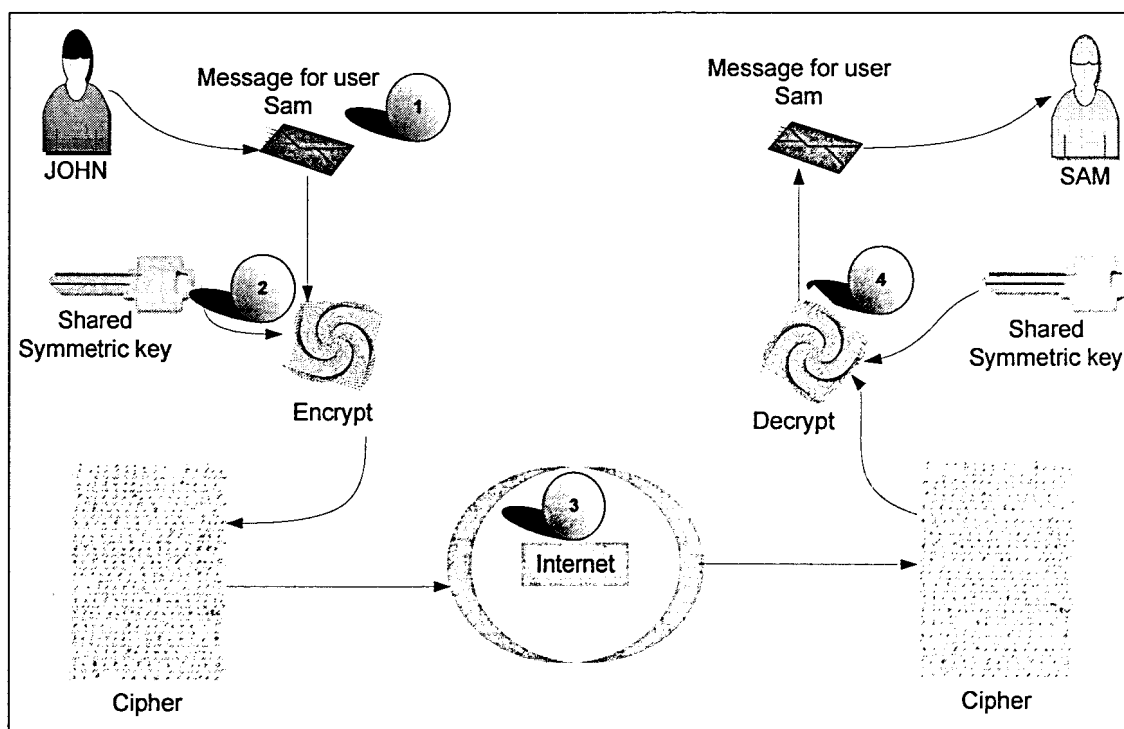 Message for user
Sam
1
JOHN
2
Shared
Symmetric key
Encrypt
Cipher
3
Internet
Message for user
Sam
SAM
4
Shared
Symmetric key
Decrypt
Cipher